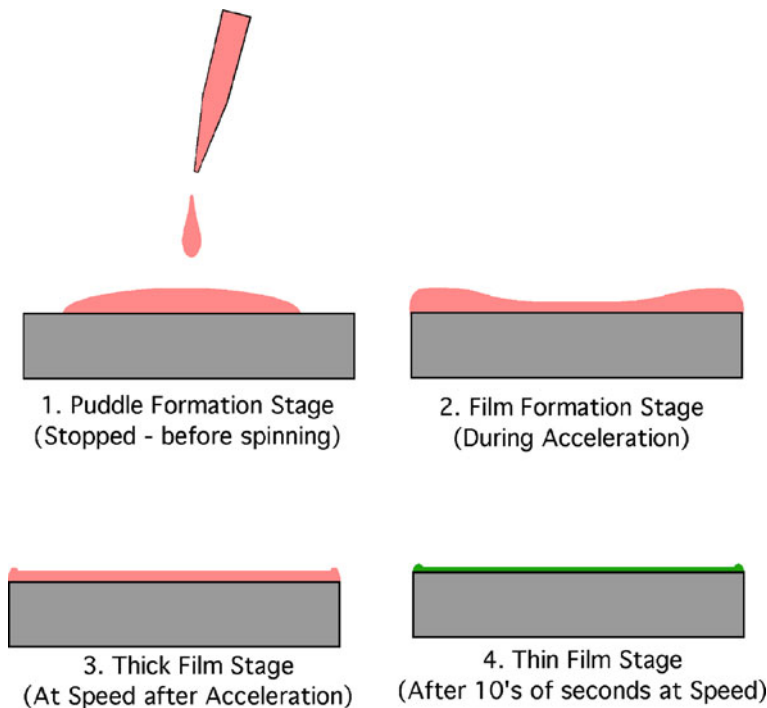 1. Puddle Formation Stage
(Stopped - before spinning)
2. Film Formation Stage
(During Acceleration)
3. Thick Film Stage
(At Speed after Acceleration)
4. Thin Film Stage
(After 10's of seconds at Speed)